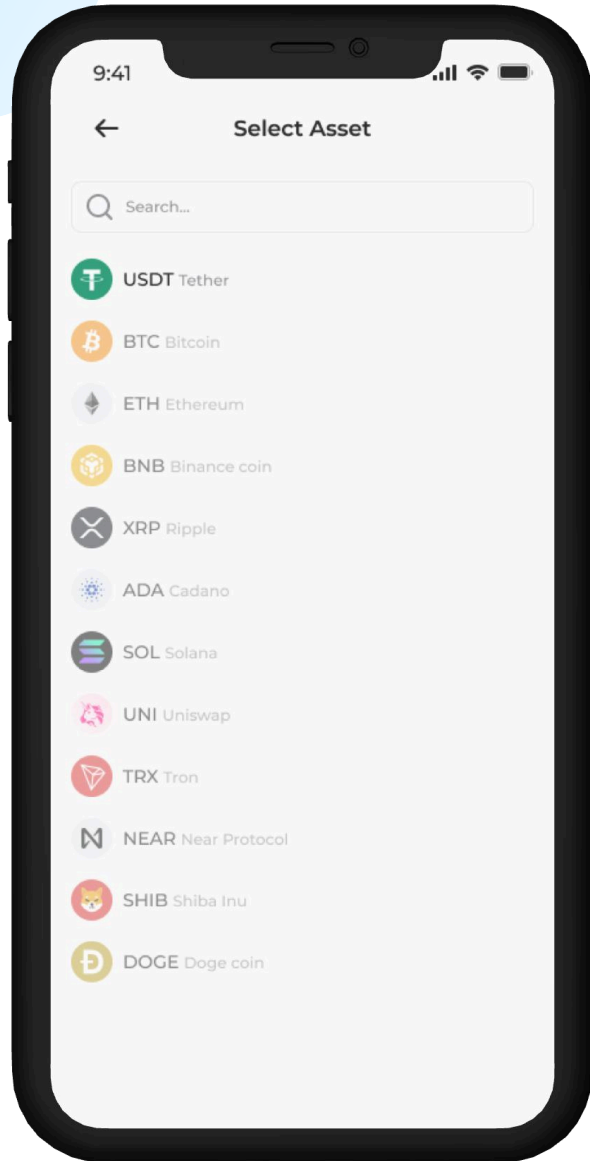 9:41
Select Asset
Search...
USDT Tether
BTC Bitcoin
ETH Ethereum
BNB Binance coin
XRP Ripple
ADA Cadano
SOL Solana
UNI Uniswap
TRX Tron
NEAR Near Protocol
SHIB Shiba Inu
DOGE Doge coin